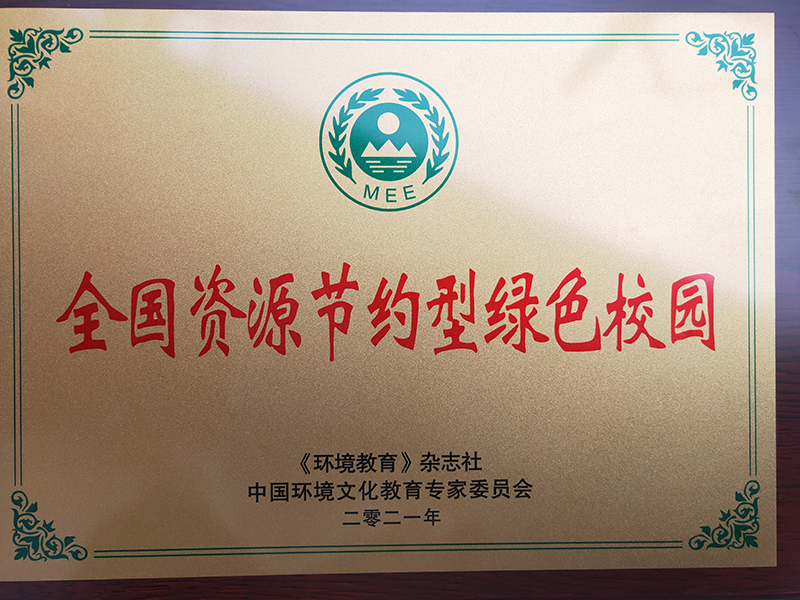 MEE
全国资源节约型绿色校园
《环境教育》杂志社
中国环境文化教育专家委员会
二零二一年